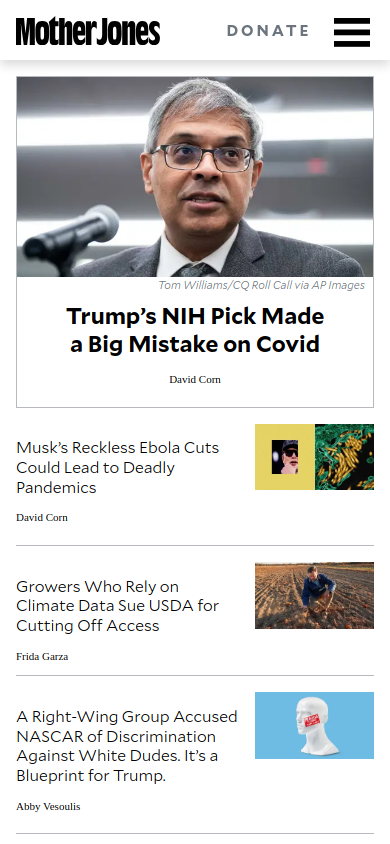 Mother Jones
DONATE
Tom Williams/CQ Roll Call via AP Images
Trump’s NIH Pick Made
a Big Mistake on Covid
David Corn
Musk’s Reckless Ebola Cuts
Could Lead to Deadly
Pandemics
David Corn
Growers Who Rely on
Climate Data Sue USDA for
Cutting Off Access
Frida Garza
A Right-Wing Group Accused
NASCAR of Discrimination
Against White Dudes. It’s a
Blueprint for Trump.
Abby Vesoulis